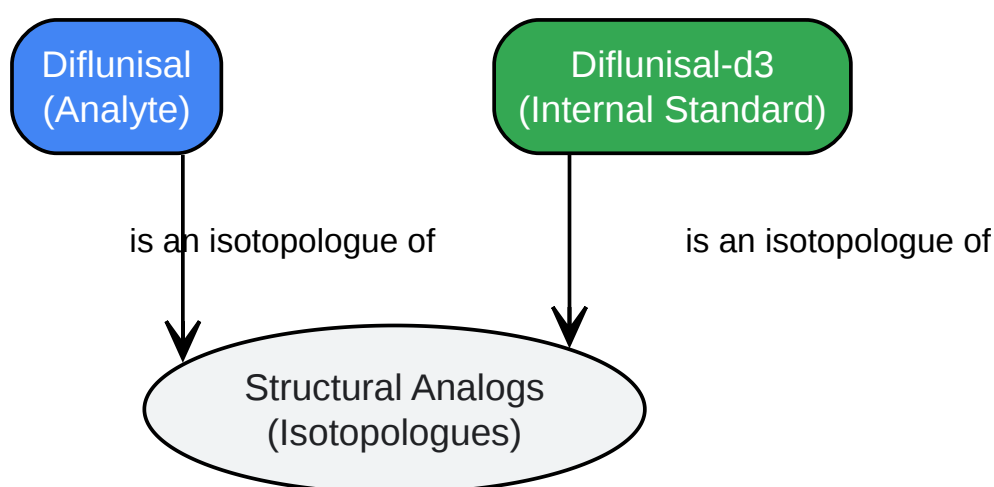 Diflunisal
(Analyte)
Diflunisal-d3
(Internal Standard)
is an isotopologue of
is an isotopologue of
Structural Analogs
(Isotopologues)